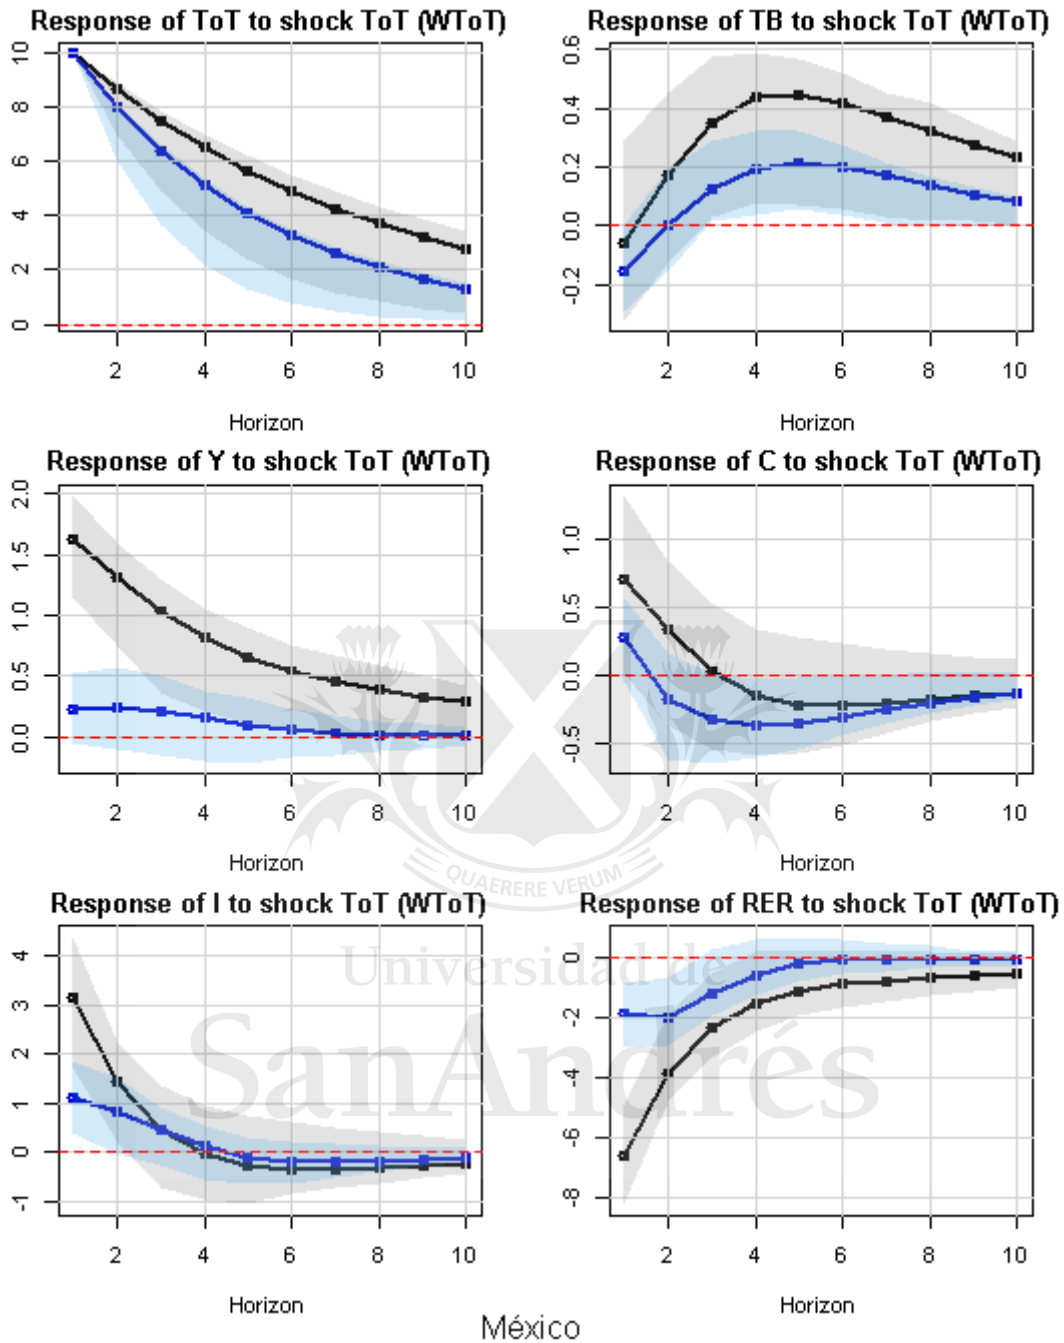 Response of ToT to shock ToT (WToT)
10
8
6
4
2
0
2 4 6 8 10
Horizon
Response of TB to shock ToT (WToT)
0.6
0.4
0.2
0.0
-0.2
2 4 6 8 10
Horizon
Response of Y to shock ToT (WToT)
2.0
1.5
1.0
0.5
0.0
2 4 6 8 10
Horizon
Response of C to shock ToT (WToT)
1.0
0.5
0.0
-0.5
2 4 6 8 10
Horizon
QUAERERE VERUM
Response of I to shock ToT (WToT)
4
3
2
1
0
-1
2 4 6 8 10
Horizon
Response of RER to shock ToT (WToT)
0
-2
-4
-6
-8
2 4 6 8 10
Horizon
Universidad de
SanAndrés
México